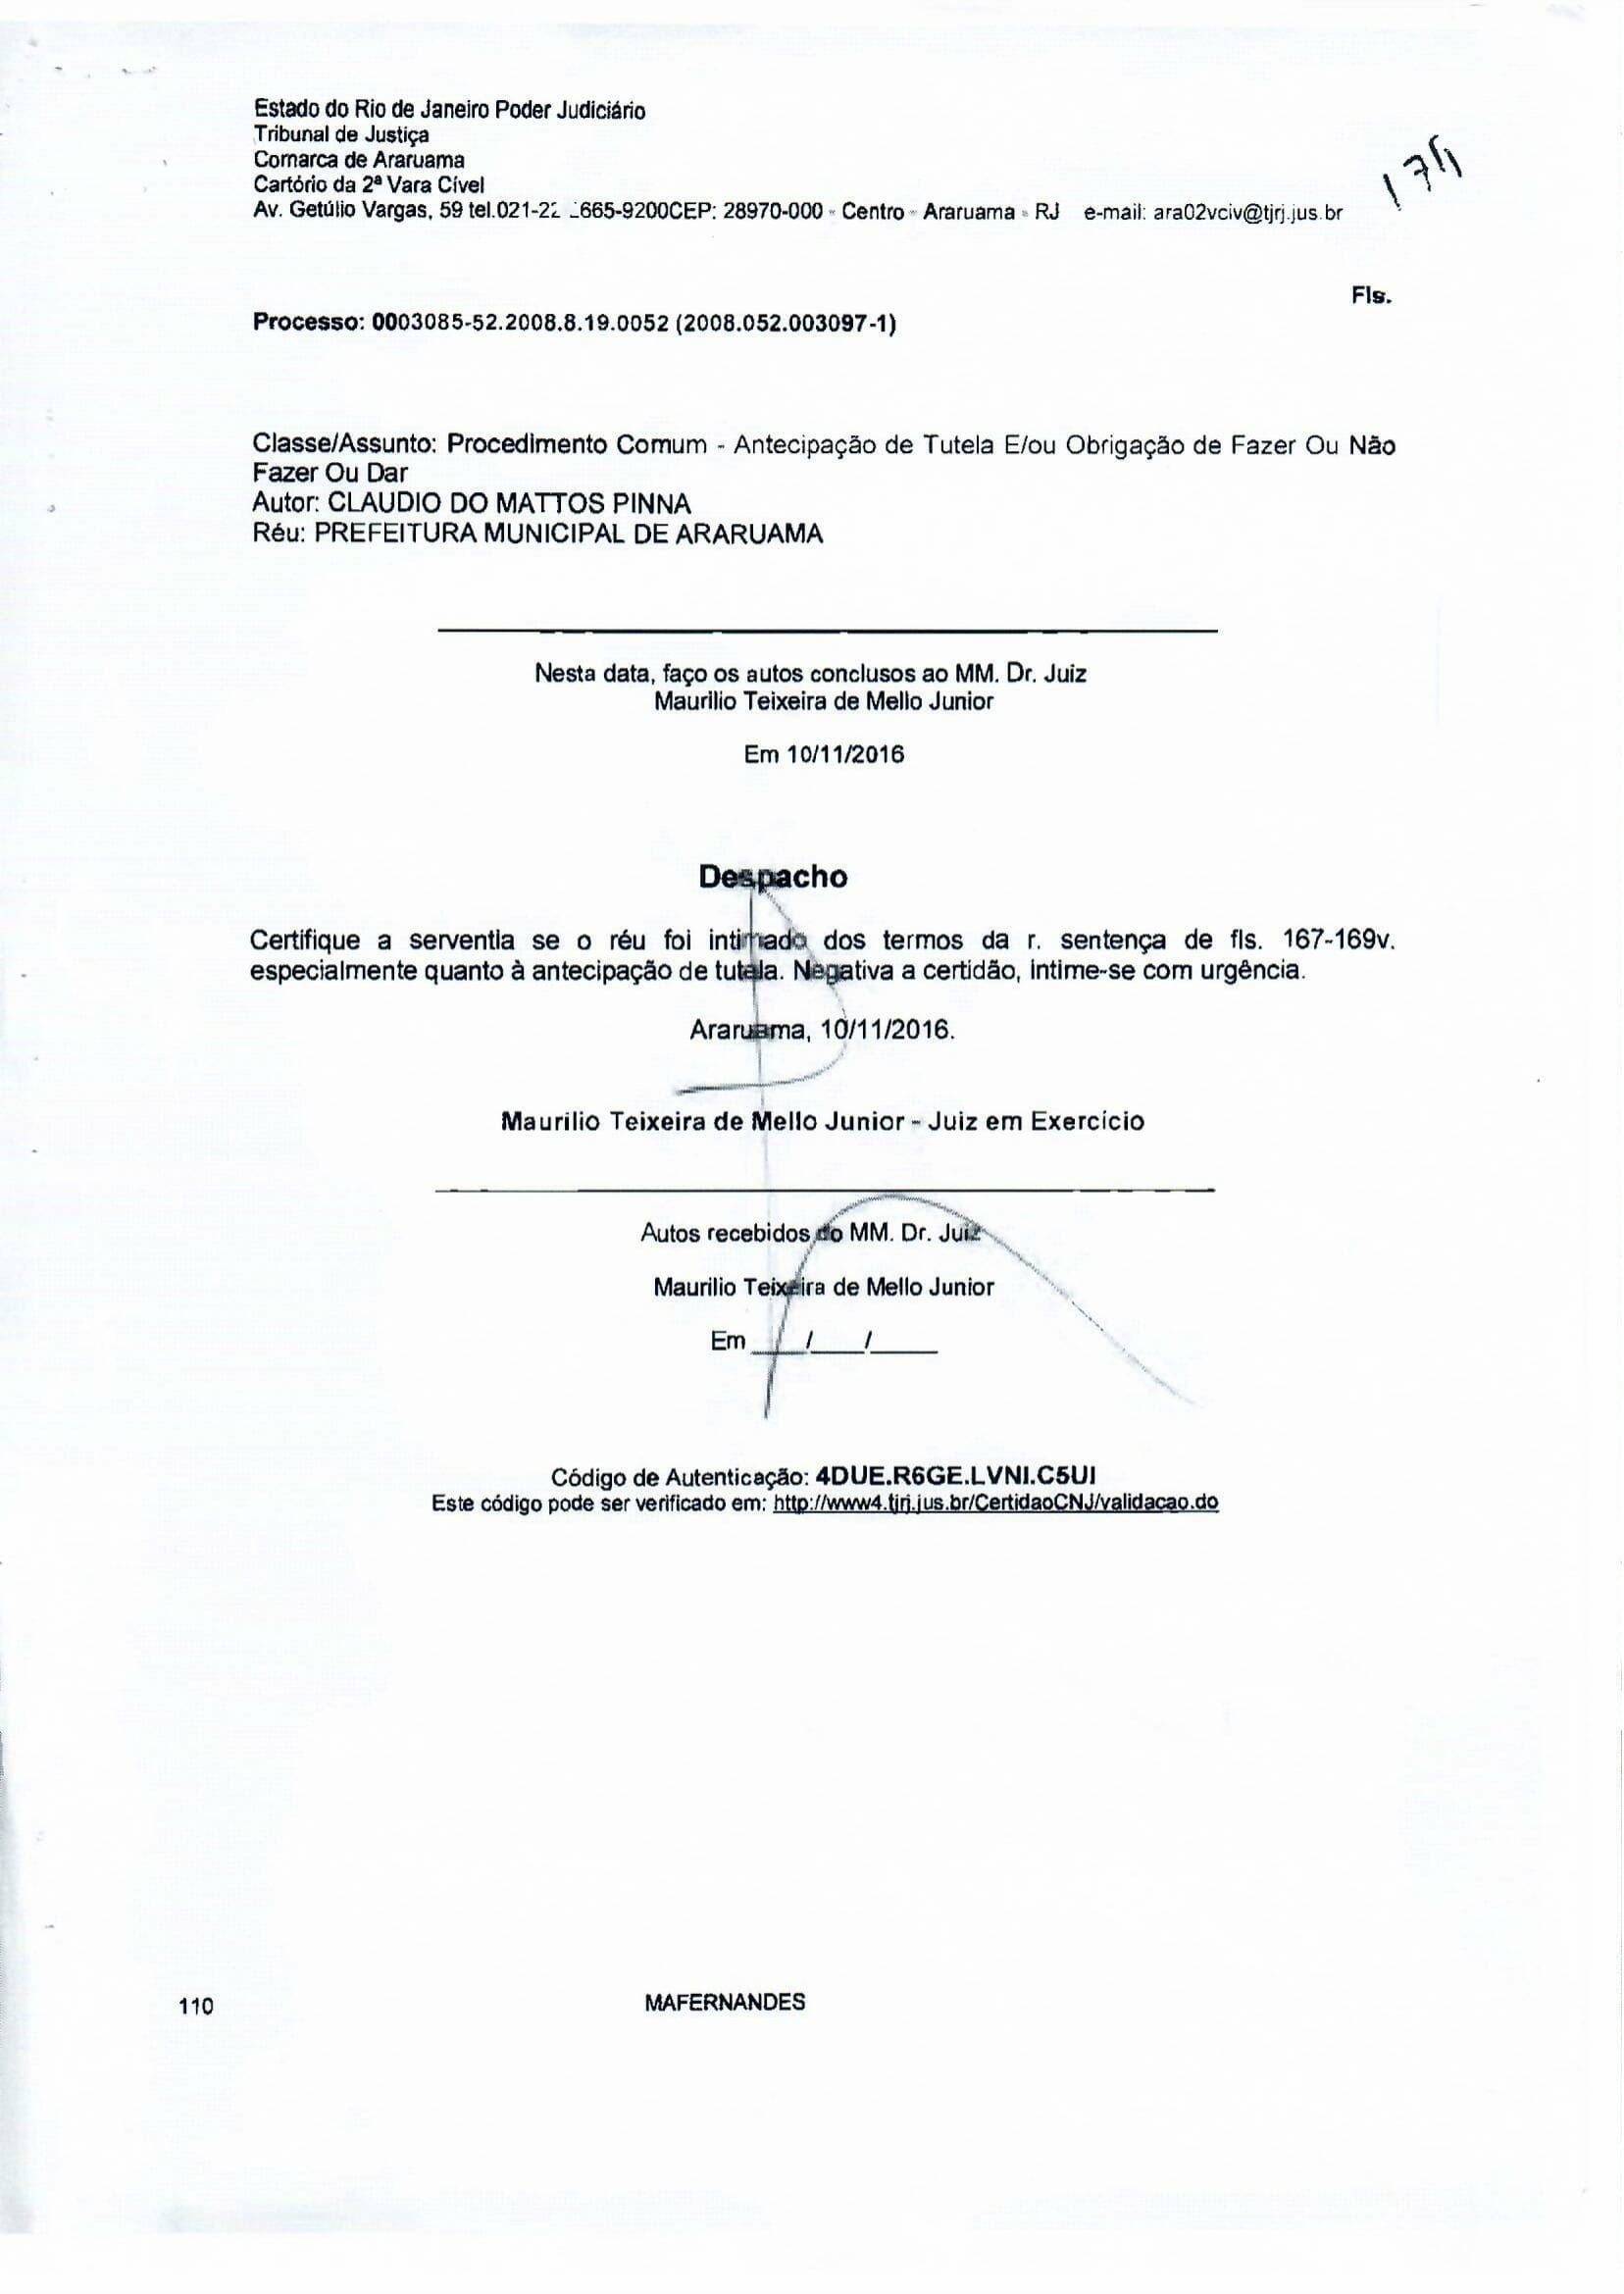 Estado do Rio de Janeiro Poder Judiciário
Tribunal de Justiça
Comarca de Araruama
Cartório da 2ª Vara Cível
Av. Getúlio Vargas, 59 tel.021-22 _665-9200CEP: 28970-000 - Centro - Araruama - RJ e-mail: ara02vciv@tjrj.jus.br
Fls.
Processo: 0003085-52.2008.8.19.0052 (2008.052.003097-1)
Classe/Assunto: Procedimento Comum - Antecipação de Tutela E/ou Obrigação de Fazer Ou Não
Fazer Ou Dar
Autor: CLAUDIO DO MATTOS PINNA
Réu: PREFEITURA MUNICIPAL DE ARARUAMA
Nesta data, faço os autos conclusos ao MM. Dr. Juiz
Maurilio Teixeira de Mello Junior
Em 10/11/2016
Despacho
Certifique a serventia se o réu foi intimado dos termos da r. sentença de fls. 167-169v.
especialmente quanto à antecipação de tutela. Negativa a certidão, intime-se com urgência.
Araruama, 10/11/2016.
Maurilio Teixeira de Mello Junior - Juiz em Exercício
Autos recebidos do MM. Dr. Juiz
Maurilio Teixeira de Mello Junior
Em ____/____/_____
Código de Autenticação: 4DUE.R6GE.LVNI.C5UI
Este código pode ser verificado em: http://www4.tjrj.jus.br/CertidaoCNJ/validacao.do
110 MAFERNANDES